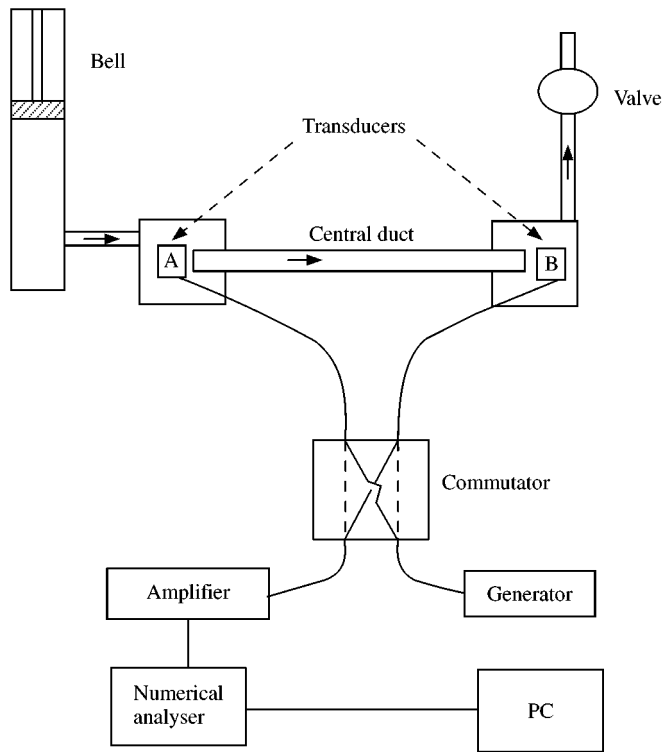 Bell
Valve
Transducers
Central duct
A
B
Commutator
Amplifier
Generator
Numerical
analyser
PC